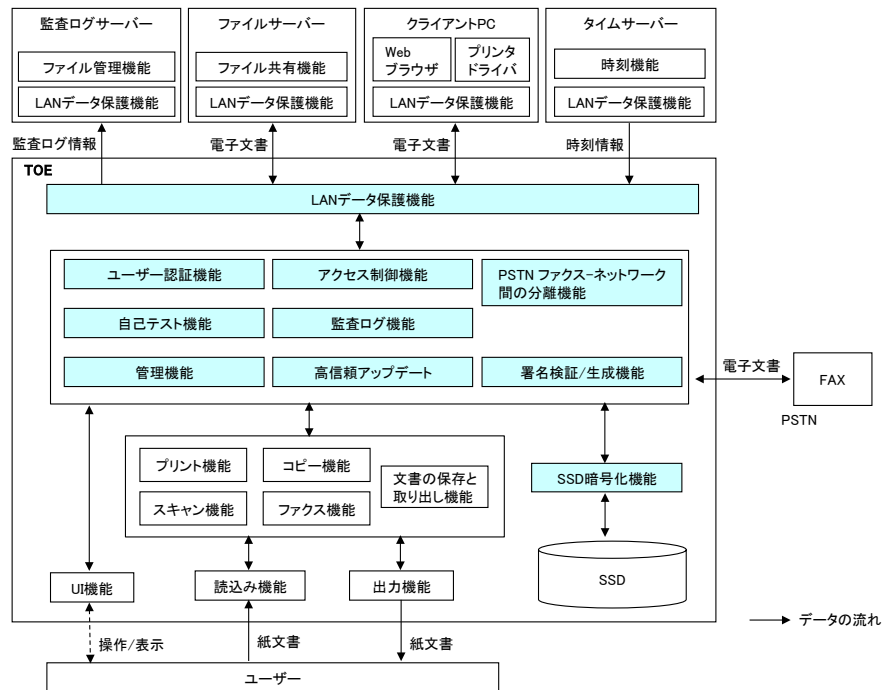 監査ログサーバー
ファイル管理機能
LANデータ保護機能
ファイルサーバー
ファイル共有機能
LANデータ保護機能
クライアントPC
Web
ブラウザ
プリンタ
ドライバ
LANデータ保護機能
タイムサーバー
時刻機能
LANデータ保護機能
監査ログ情報
電子文書
電子文書
時刻情報
TOE
LANデータ保護機能
ユーザー認証機能
アクセス制御機能
PSTN ファクス-ネットワーク
間の分離機能
自己テスト機能
監査ログ機能
管理機能
高信頼アップデート
署名検証/生成機能
電子文書
FAX
PSTN
プリント機能
コピー機能
文書の保存と
取り出し機能
スキャン機能
ファクス機能
SSD暗号化機能
SSD
UI機能
読込み機能
出力機能
データの流れ
操作/表示
紙文書
紙文書
ユーザー